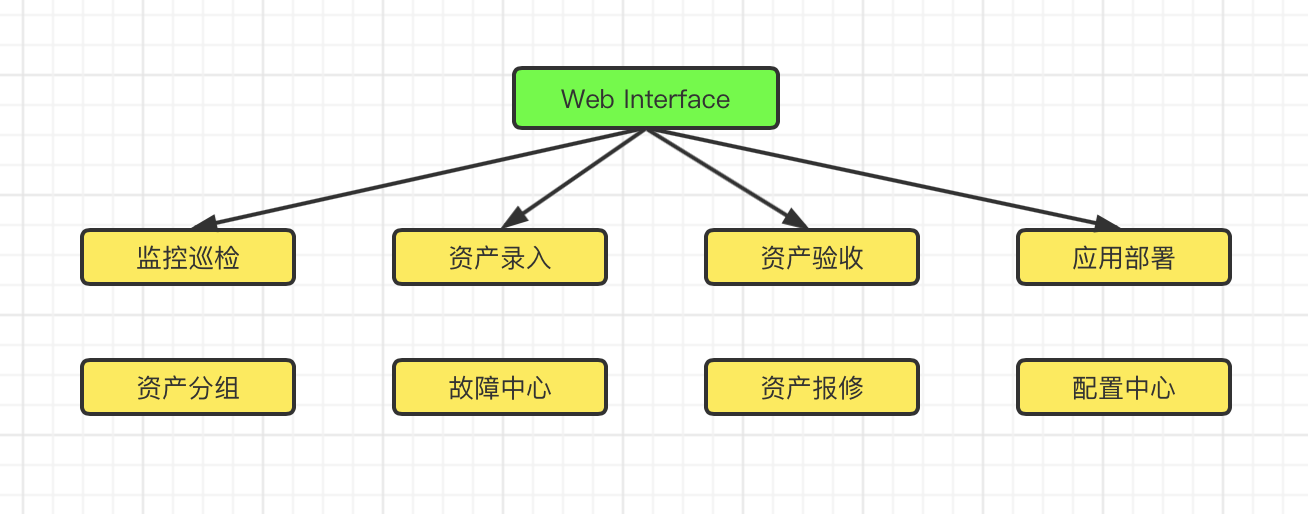 Web Interface
监控巡检
资产录入
资产验收
应用部署
资产分组
故障中心
资产报修
配置中心